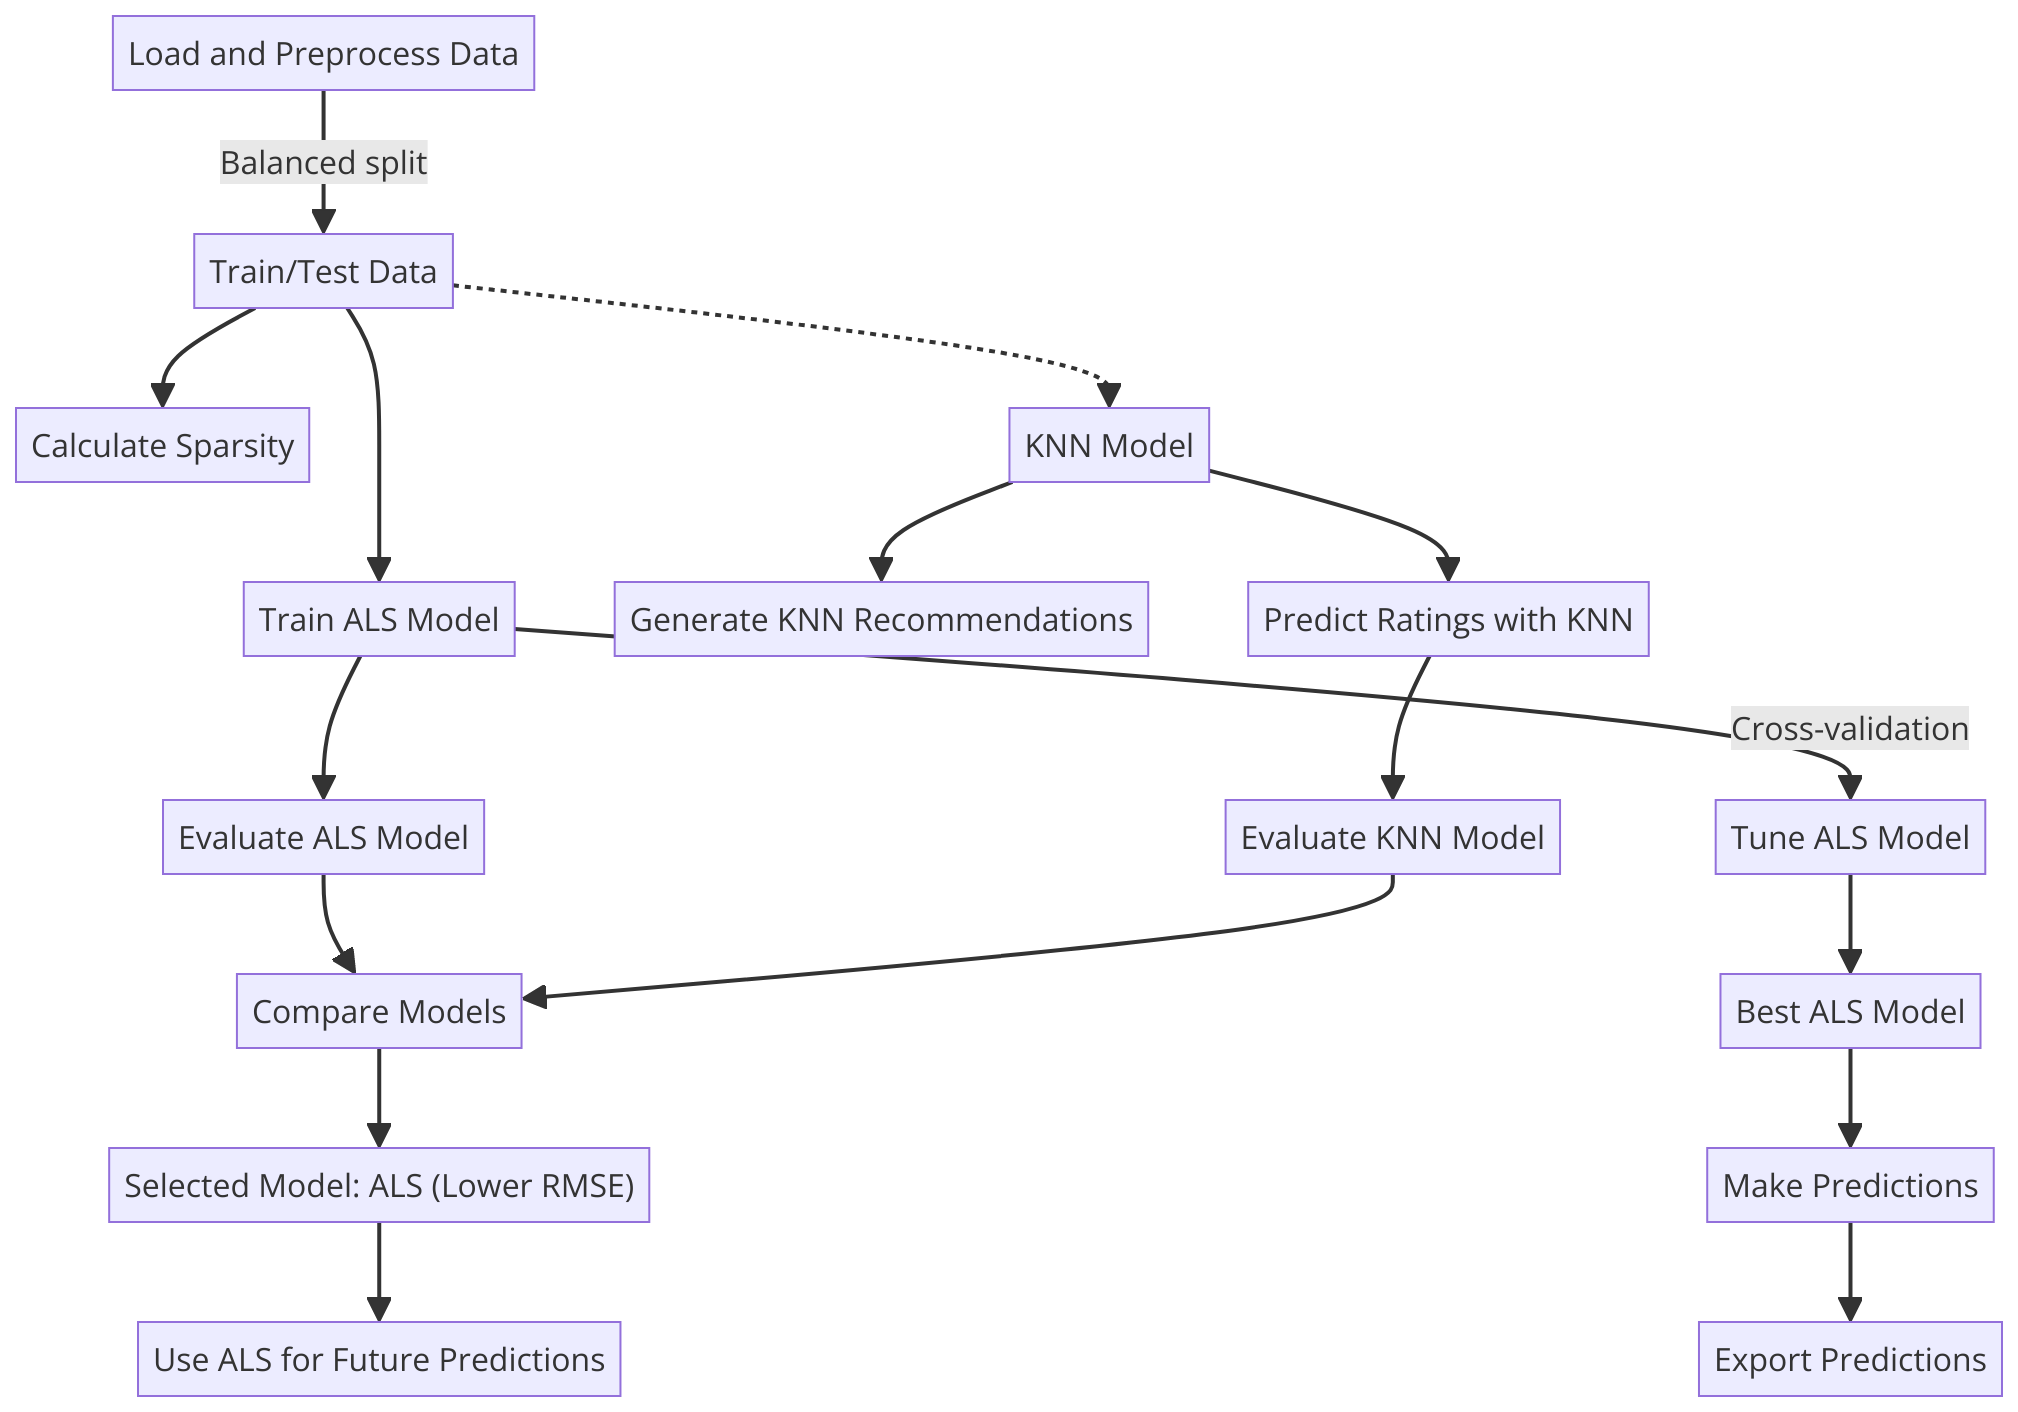 Load and Preprocess Data
Balanced split
Train/Test Data
Calculate Sparsity
KNN Model
Train ALS Model
Generate KNN Recommendations
Predict Ratings with KNN
Cross-validation
Evaluate ALS Model
Evaluate KNN Model
Tune ALS Model
Compare Models
Best ALS Model
Selected Model: ALS (Lower RMSE)
Make Predictions
Use ALS for Future Predictions
Export Predictions